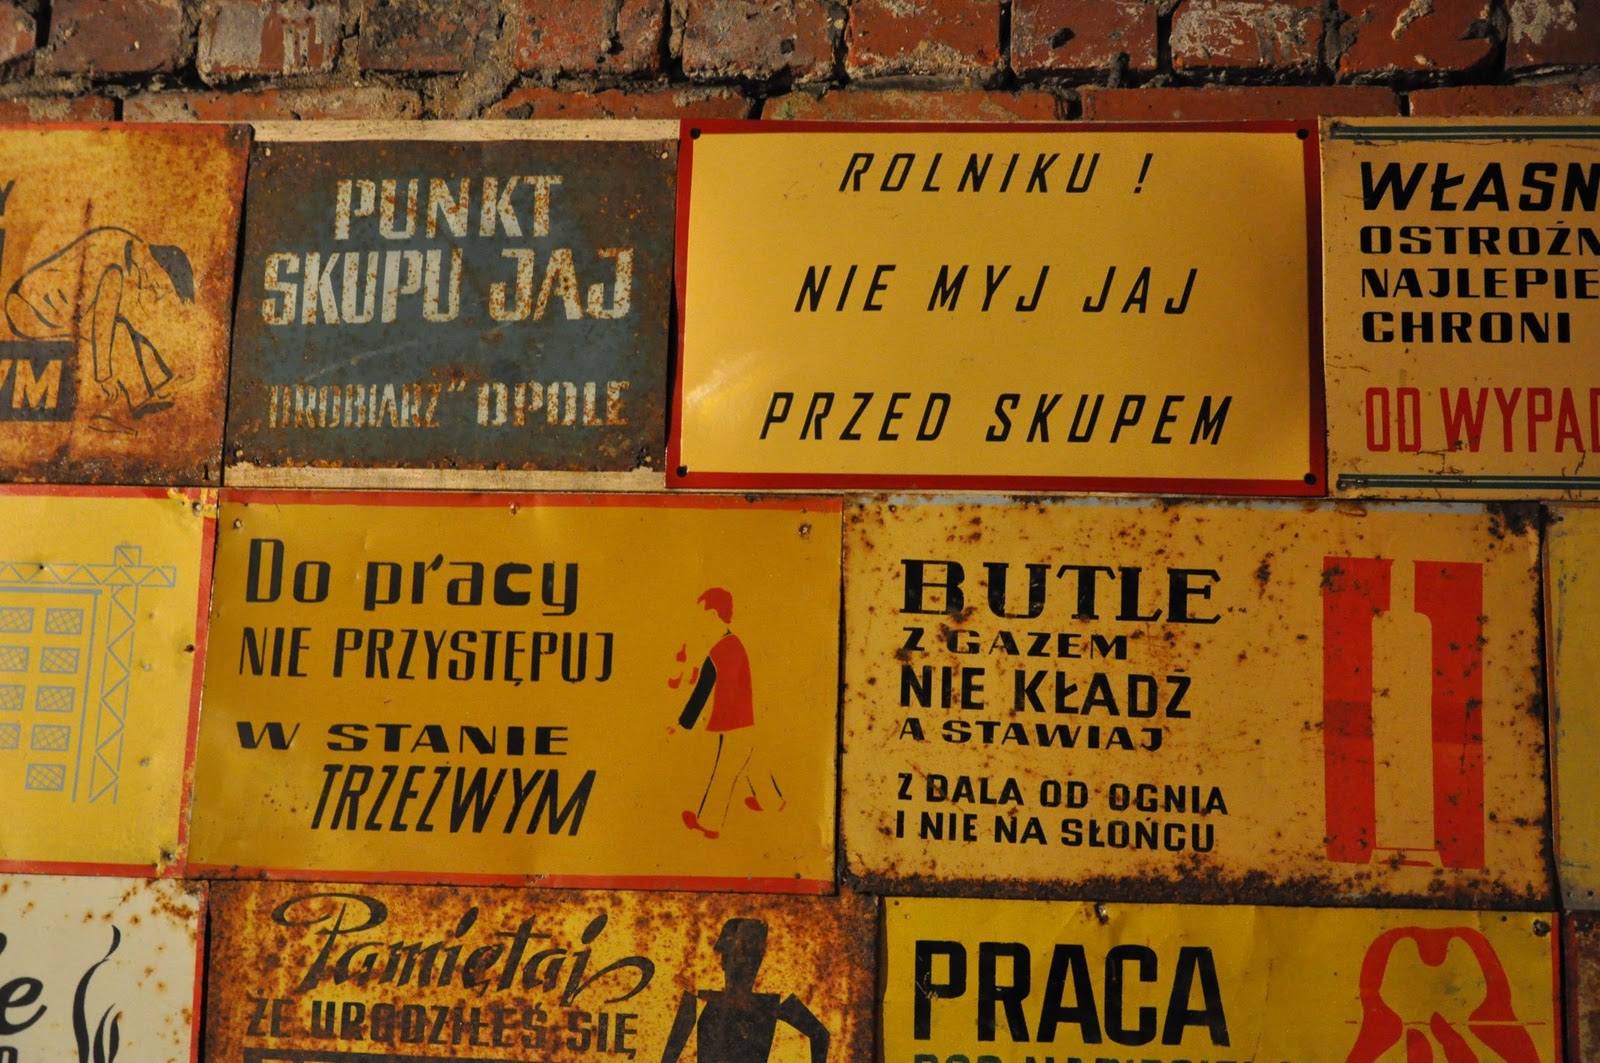 PUNKT
SKUPU JAJ
"DROBIARZ" OPOLE
ROLNIKU !
NIE MYJ JAJ
PRZED SKUPEM
WŁASN
OSTROŻN
NAJLEPIE
CHRONI
OD WYPAD
Y
YM
Do pracy
NIE PRZYSTĘPUJ
W STANIE
TRZEŹWYM
BUTLE
Z GAZEM
NIE KŁADŹ
A STAWIAJ
Z DALA OD OGNIA
I NIE NA SŁOŃCU
e
Pamiętaj
ŻE URODZIŁEŚ SIĘ
PRACA